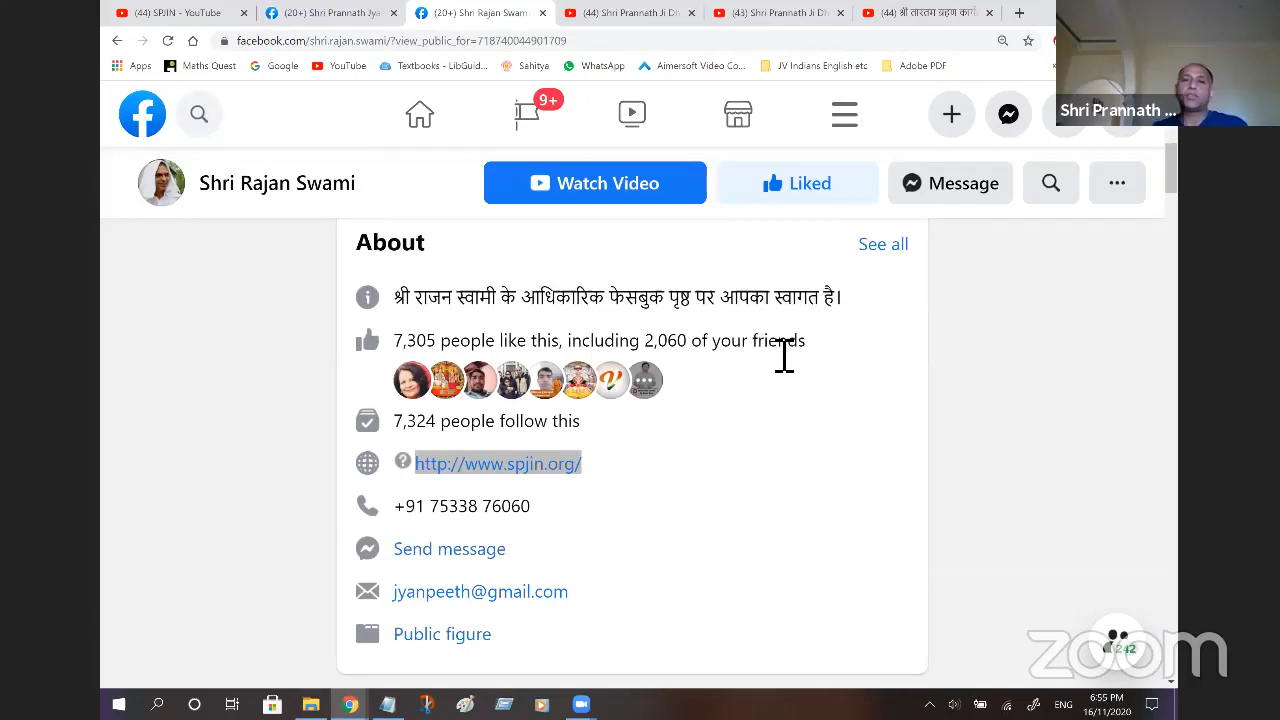 (44) SPJIN - YouTube
(20+) Shri Prannath Jya
(20+) Shri Rajan Swami
(44) Shri Prannath Ji Dh
(43) Shri Prannath Ji Dh
(44) श्री तारतम ग्रहण कार्य
facebook.com/shri.rajanswami/?view_public_for=718740044901709
Apps
Maths Quest
Google
YouTube
Textbooks - LibGuid...
Sahitya
WhatsApp
Aimersoft Video Co...
JV Indians English etc
Adobe PDF
Shri Prannath ...
9+
Shri Rajan Swami
Watch Video
Liked
Message
About
See all
श्री राजन स्वामी के आधिकारिक फेसबुक पृष्ठ पर आपका स्वागत है।
7,305 people like this, including 2,060 of your friends
7,324 people follow this
http://www.spjin.org/
+91 75338 76060
Send message
jyanpeeth@gmail.com
Public figure
242
zoom
ENG
6:55 PM
16/11/2020